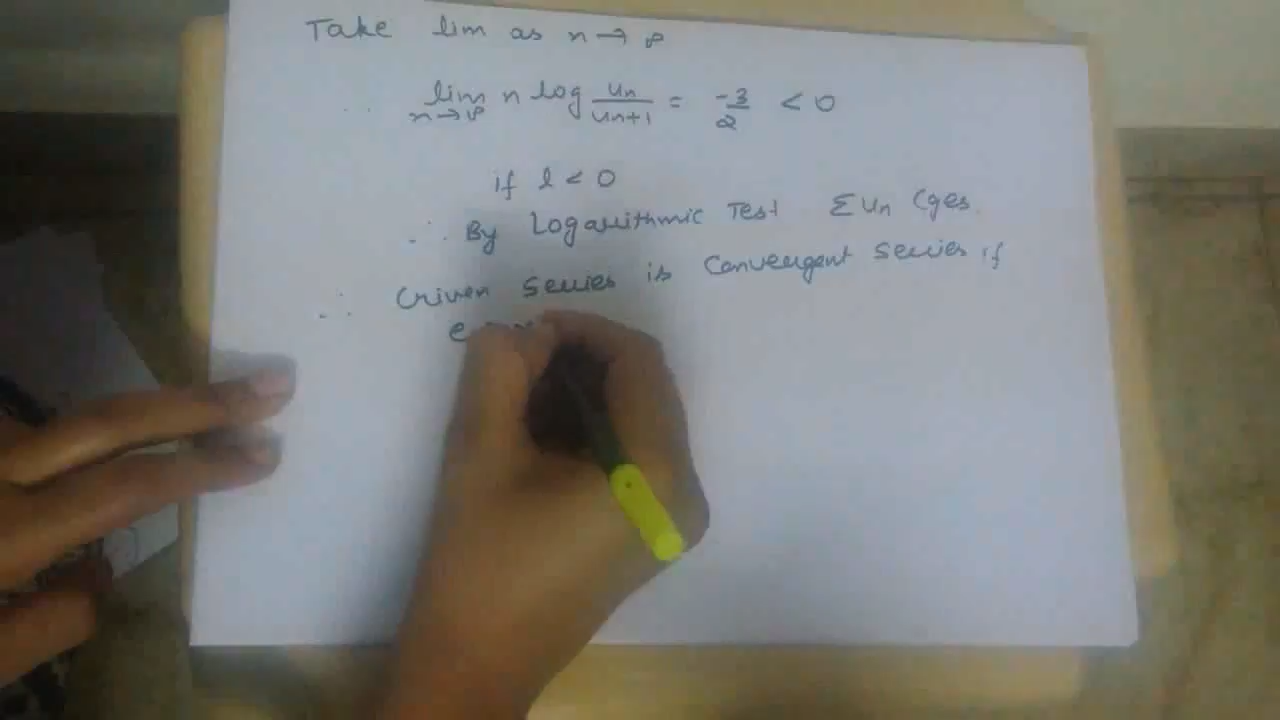 Take lim as n→∞
∴ lim n→∞ n log un/un+1 = -3/2 < 0
if l < 0
∴ By Logarithmic Test Σun Cges
∴ Given Series is Convergent Series if